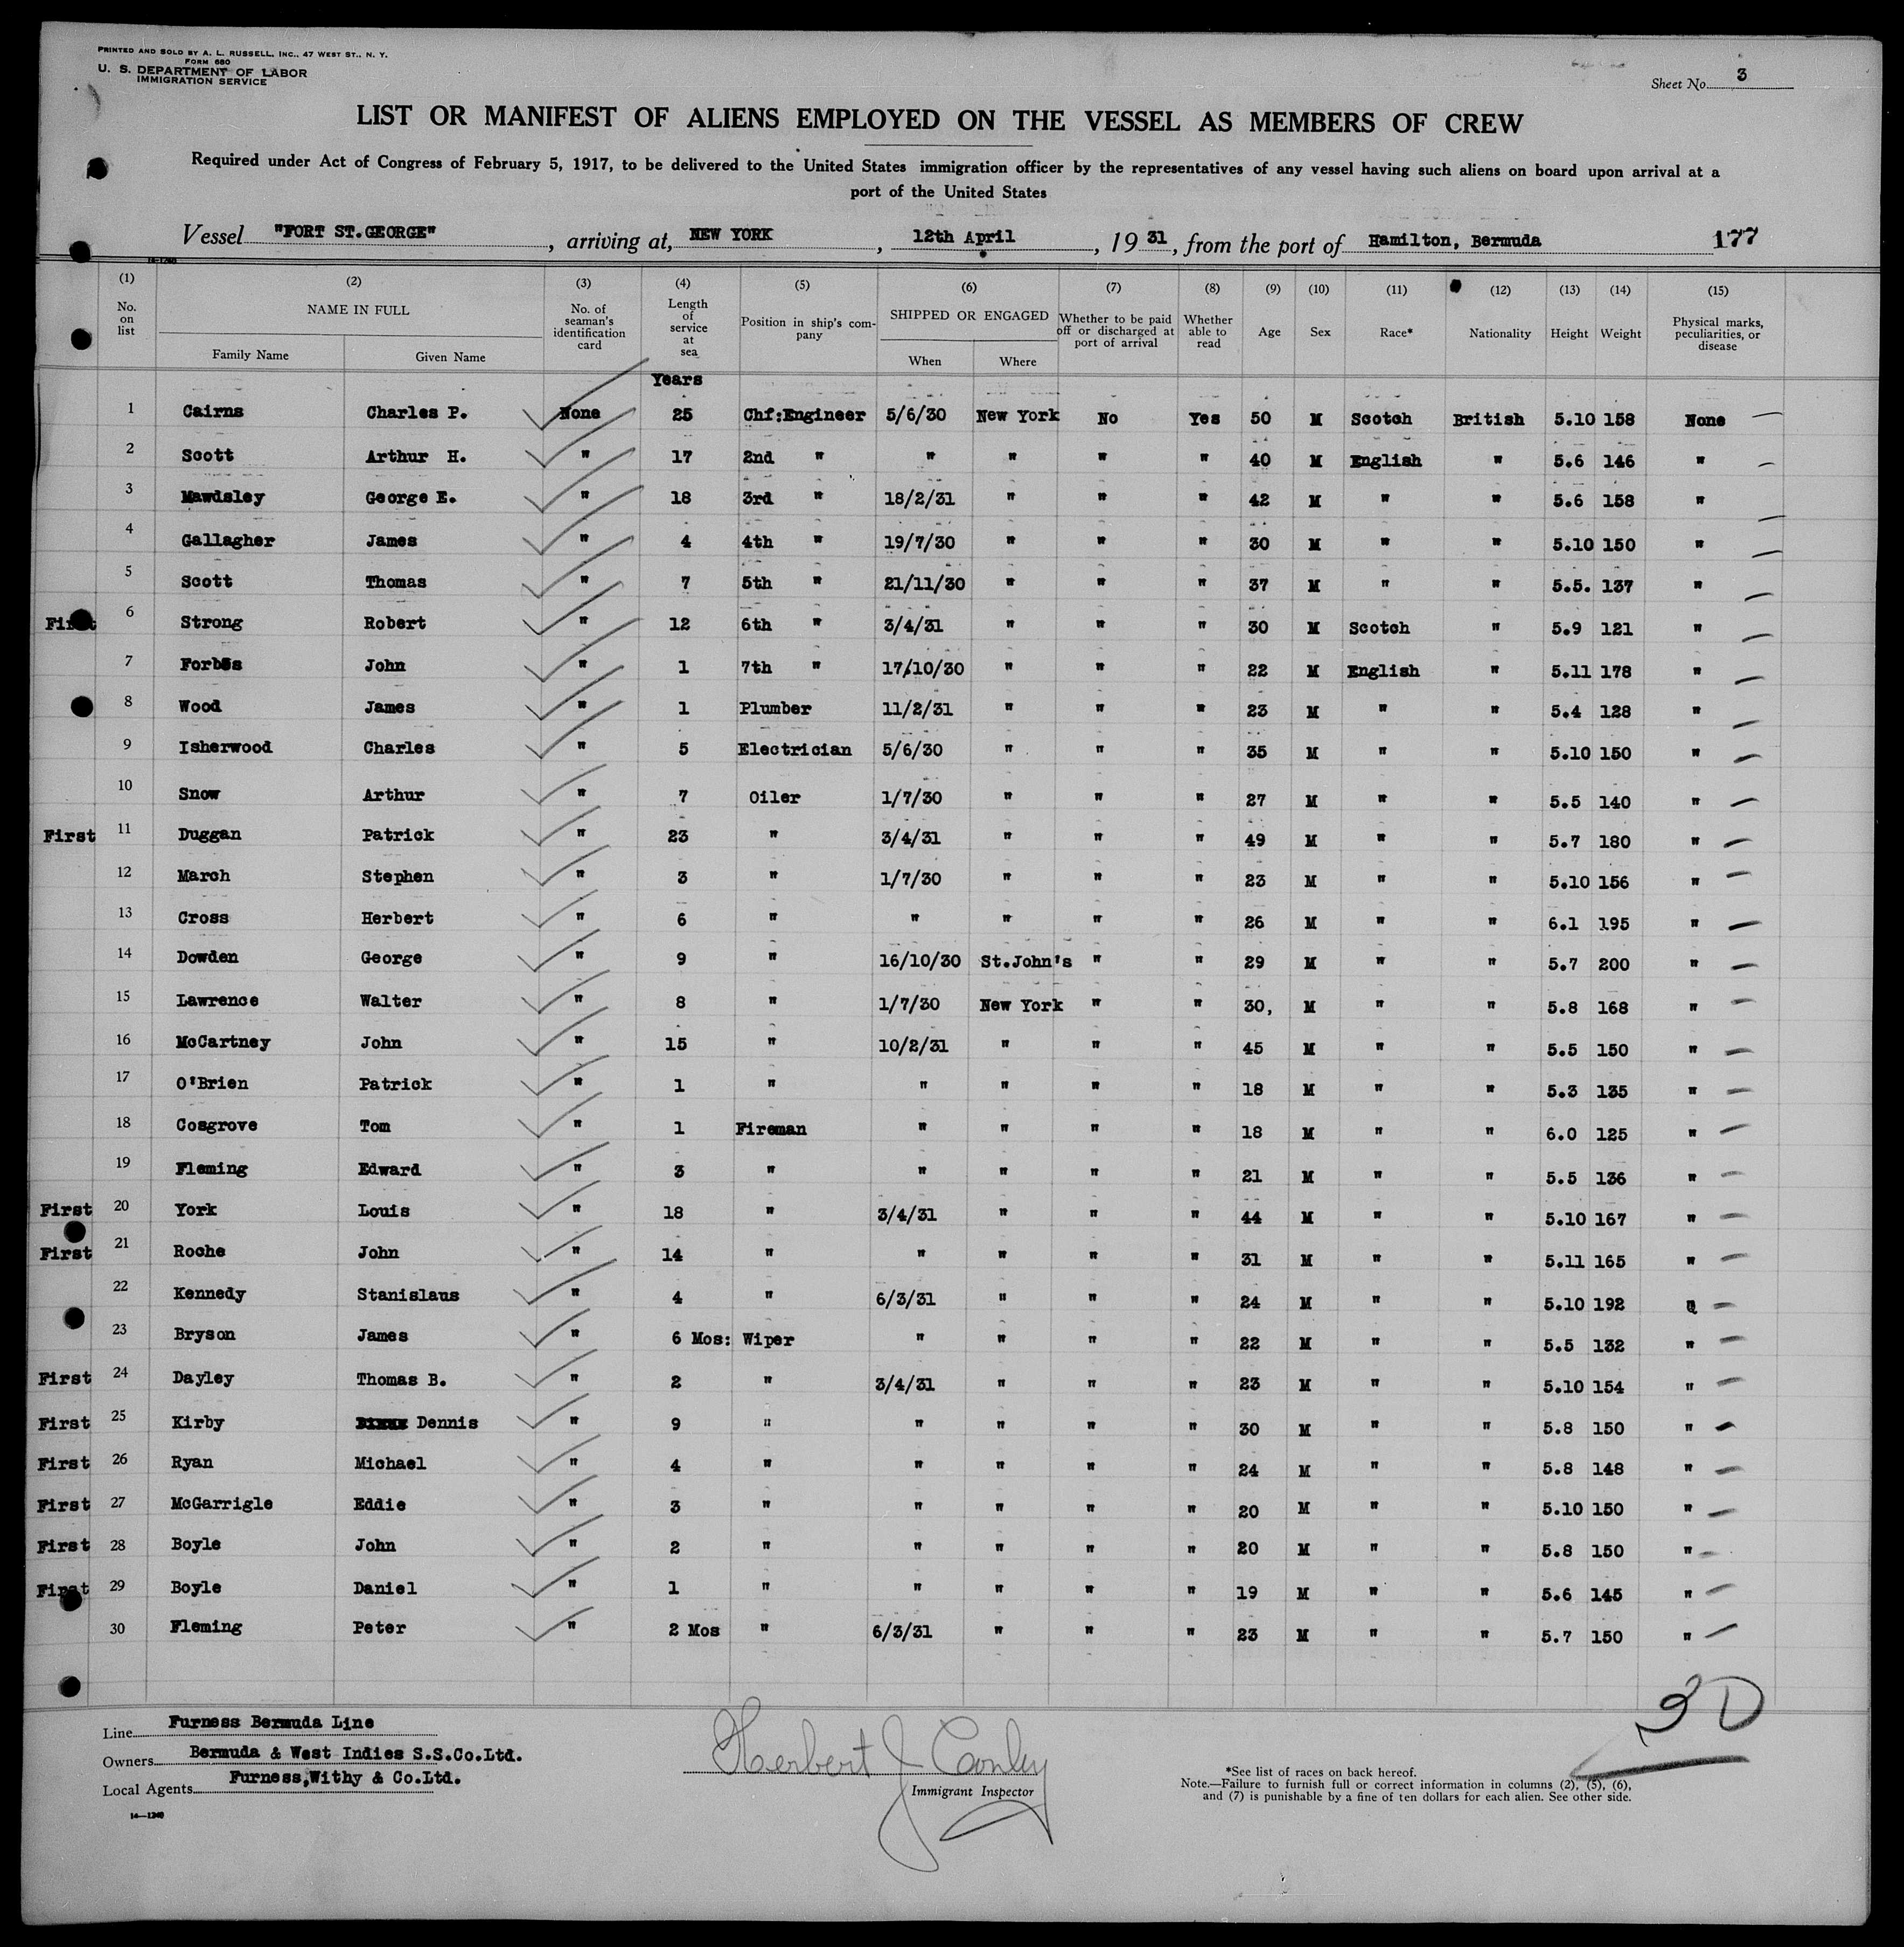 PRINTED AND SOLD BY A. L. RUSSELL, INC., 47 WEST ST., N. Y.
FORM 680
U. S. DEPARTMENT OF LABOR
IMMIGRATION SERVICE
Sheet No. 3
LIST OR MANIFEST OF ALIENS EMPLOYED ON THE VESSEL AS MEMBERS OF CREW
Required under Act of Congress of February 5, 1917, to be delivered to the United States immigration officer by the representatives of any vessel having such aliens on board upon arrival at a
port of the United States
Vessel "FORT ST.GEORGE", arriving at, NEW YORK, 12th April, 19 31, from the port of Hamilton, Bermuda 177
14-1240
(1) (2) (3) (4) (5) (6) (7) (8) (9) (10) (11) (12) (13) (14) (15)
No. on list NAME IN FULL Family Name Given Name No. of seaman's identification card Length of service at sea Position in ship's company SHIPPED OR ENGAGED When Where Whether to be paid off or discharged at port of arrival Whether able to read Age Sex Race* Nationality Height Weight Physical marks, peculiarities, or disease
Years
1 Cairns Charles P. None 25 Chf:Engineer 5/6/30 New York No Yes 50 M Scotch British 5.10 158 None
2 Scott Arthur H. " 17 2nd " " " " " 40 M English " 5.6 146 "
3 Mawdsley George E. " 18 3rd " 18/2/31 " " " 42 M " " 5.6 158 "
4 Gallagher James " 4 4th " 19/7/30 " " " 30 M " " 5.10 150 "
5 Scott Thomas " 7 5th " 21/11/30 " " " 37 M " " 5.5. 137 "
First 6 Strong Robert " 12 6th " 3/4/31 " " " 30 M Scotch " 5.9 121 "
7 Forbes John " 1 7th " 17/10/30 " " " 22 M English " 5.11 178 "
8 Wood James " 1 Plumber 11/2/31 " " " 23 M " " 5.4 128 "
9 Isherwood Charles " 5 Electrician 5/6/30 " " " 35 M " " 5.10 150 "
10 Snow Arthur " 7 Oiler 1/7/30 " " " 27 M " " 5.5 140 "
First 11 Duggan Patrick " 23 " 3/4/31 " " " 49 M " " 5.7 180 "
12 March Stephen " 3 " 1/7/30 " " " 23 M " " 5.10 156 "
13 Cross Herbert " 6 " " " " " 26 M " " 6.1 195 "
14 Dowden George " 9 " 16/10/30 St.John's " " 29 M " " 5.7 200 "
15 Lawrence Walter " 8 " 1/7/30 New York " " 30, M " " 5.8 168 "
16 McCartney John " 15 " 10/2/31 " " " 45 M " " 5.5 150 "
17 O'Brien Patrick " 1 " " " " " 18 M " " 5.3 135 "
18 Cosgrove Tom " 1 Fireman " " " " 18 M " " 6.0 125 "
19 Fleming Edward " 3 " " " " " 21 M " " 5.5 136 "
First 20 York Louis " 18 " 3/4/31 " " " 44 M " " 5.10 167 "
First 21 Roche John " 14 " " " " " 31 M " " 5.11 165 "
22 Kennedy Stanislaus " 4 " 6/3/31 " " " 24 M " " 5.10 192 "
23 Bryson James " 6 Mos: Wiper " " " " 22 M " " 5.5 132 "
First 24 Dayley Thomas B. " 2 " 3/4/31 " " " 23 M " " 5.10 154 "
First 25 Kirby Dennis " 9 " " " " " 30 M " " 5.8 150 "
First 26 Ryan Michael " 4 " " " " " 24 M " " 5.8 148 "
First 27 McGarrigle Eddie " 3 " " " " " 20 M " " 5.10 150 "
First 28 Boyle John " 2 " " " " " 20 M " " 5.8 150 "
First 29 Boyle Daniel " 1 " " " " " 19 M " " 5.6 145 "
30 Fleming Peter " 2 Mos " 6/3/31 " " " 23 M " " 5.7 150 "
30
Line Furness Bermuda Line
Owners Bermuda & West Indies S.S.Co.Ltd.
Local Agents Furness,Withy & Co.Ltd.
14—1240
Herbert J Conley
Immigrant Inspector
*See list of races on back hereof.
Note.—Failure to furnish full or correct information in columns (2), (5), (6),
and (7) is punishable by a fine of ten dollars for each alien. See other side.